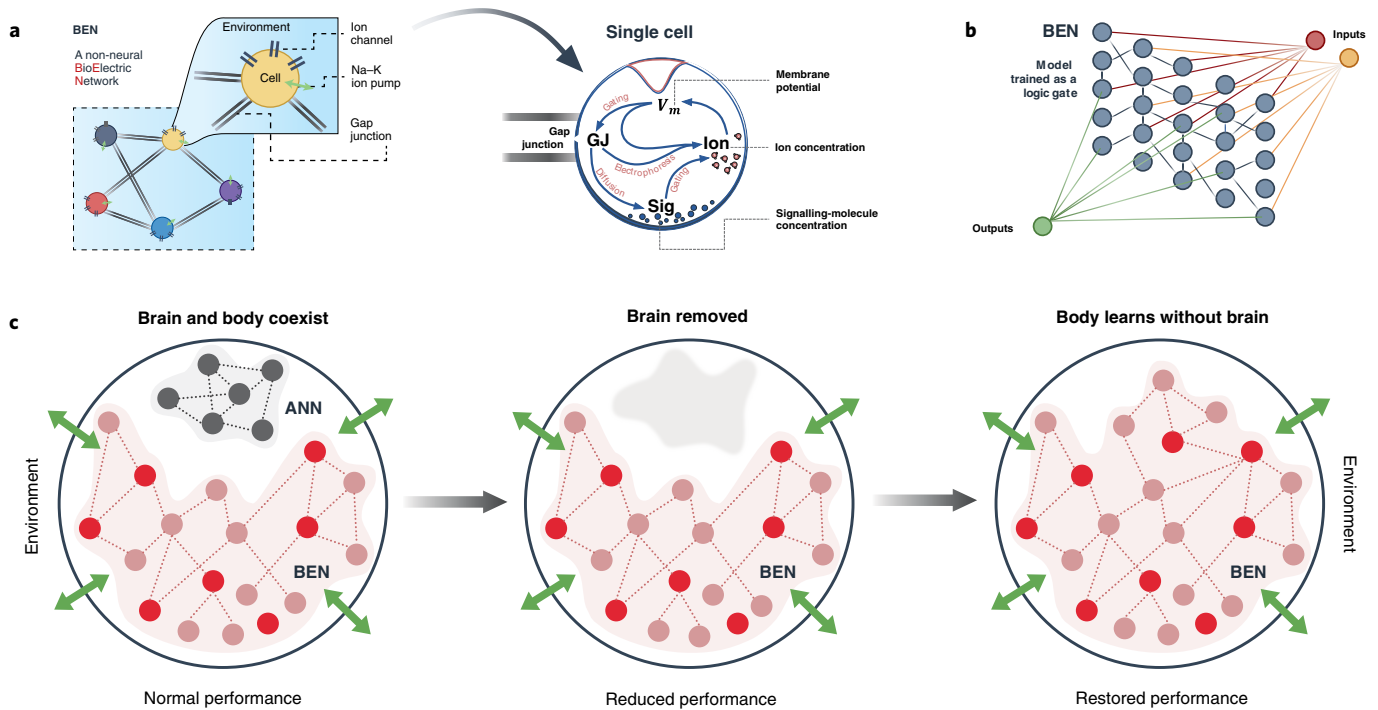 a
BEN
A non-neural
BioElectric
Network
Environment
Cell
Ion
channel
Na–K
ion pump
Gap
junction
Single cell
Gap
junction
Gating
Vm
GJ
Ion
Electrophoresis
Diffusion
Gating
Sig
Membrane
potential
Ion concentration
Signalling-molecule
concentration
b
BEN
Model
trained as a
logic gate
Inputs
Outputs
c
Brain and body coexist
ANN
BEN
Environment
Normal performance
Brain removed
BEN
Reduced performance
Body learns without brain
BEN
Environment
Restored performance